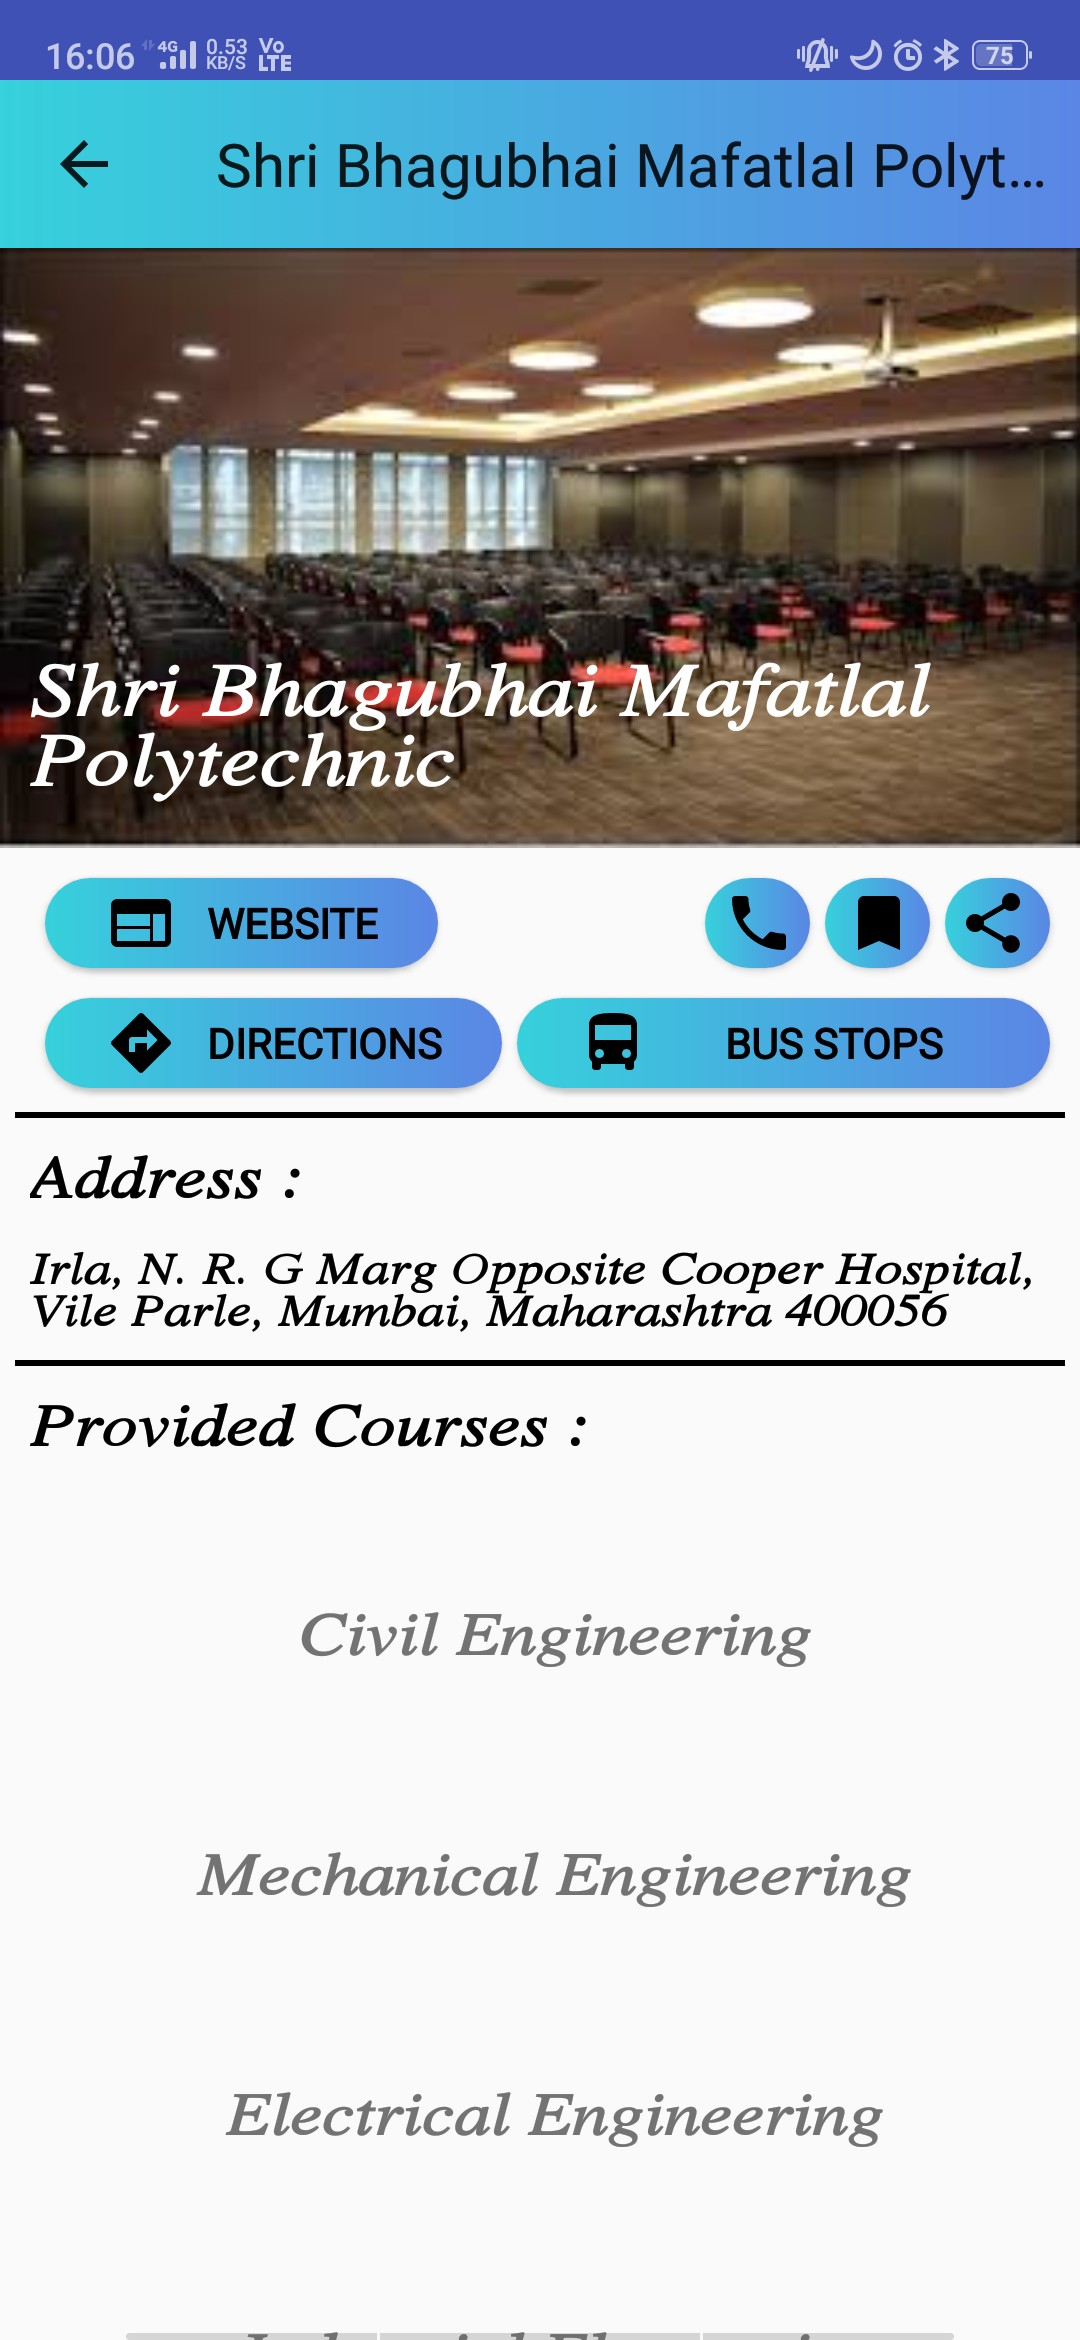 16:06 4G 0.53 KB/S Vo LTE 75
Shri Bhagubhai Mafatlal Polyt...
Shri Bhagubhai Mafatlal
Polytechnic
WEBSITE
DIRECTIONS BUS STOPS
Address :
Irla, N. R. G Marg Opposite Cooper Hospital,
Vile Parle, Mumbai, Maharashtra 400056
Provided Courses :
Civil Engineering
Mechanical Engineering
Electrical Engineering